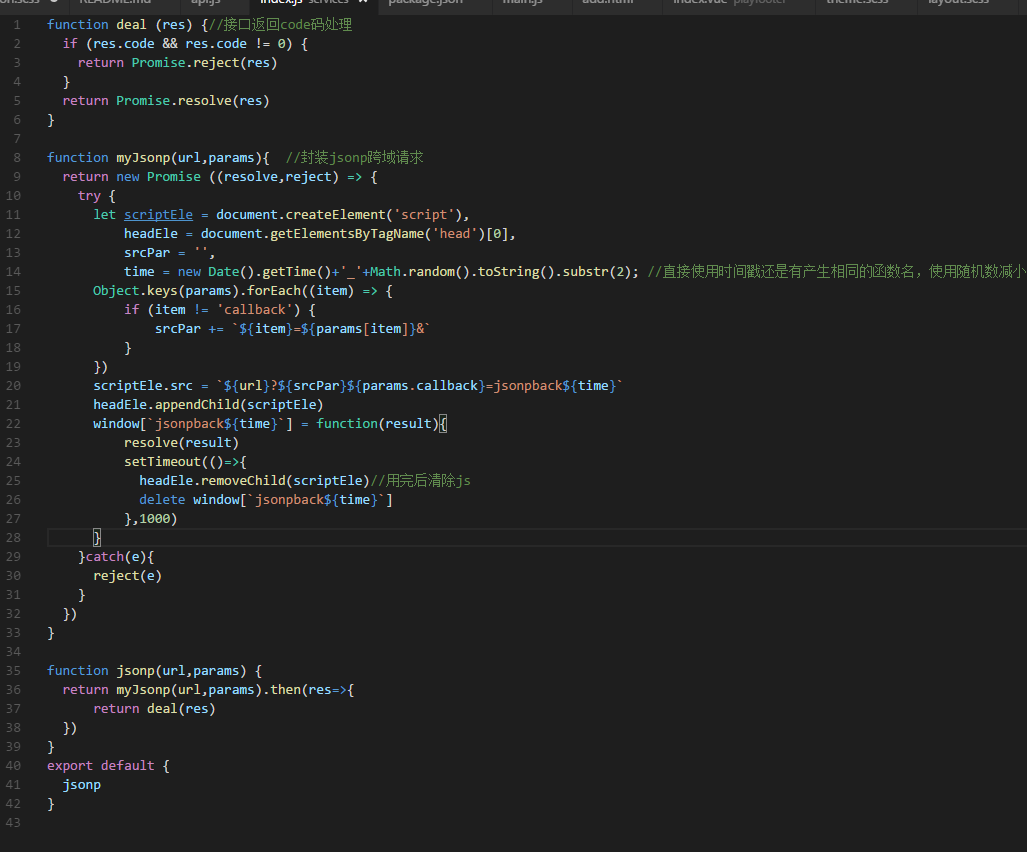 README.md api.js index.js services × package.json main.js add.html index.vue playfooter theme.scss layout.scss
1 function deal (res) {//接口返回code码处理
2 if (res.code && res.code != 0) {
3 return Promise.reject(res)
4 }
5 return Promise.resolve(res)
6 }
7
8 function myJsonp(url,params){ //封装jsonp跨域请求
9 return new Promise ((resolve,reject) => {
10 try {
11 let scriptEle = document.createElement('script'),
12 headEle = document.getElementsByTagName('head')[0],
13 srcPar = '',
14 time = new Date().getTime()+'_'+Math.random().toString().substr(2); //直接使用时间戳还是有产生相同的函数名，使用随机数减小
15 Object.keys(params).forEach((item) => {
16 if (item != 'callback') {
17 srcPar += `${item}=${params[item]}&`
18 }
19 })
20 scriptEle.src = `${url}?${srcPar}${params.callback}=jsonpback${time}`
21 headEle.appendChild(scriptEle)
22 window[`jsonpback${time}`] = function(result){
23 resolve(result)
24 setTimeout(()=>{
25 headEle.removeChild(scriptEle)//用完后清除js
26 delete window[`jsonpback${time}`]
27 },1000)
28 }
29 }catch(e){
30 reject(e)
31 }
32 })
33 }
34
35 function jsonp(url,params) {
36 return myJsonp(url,params).then(res=>{
37 return deal(res)
38 })
39 }
40 export default {
41 jsonp
42 }
43